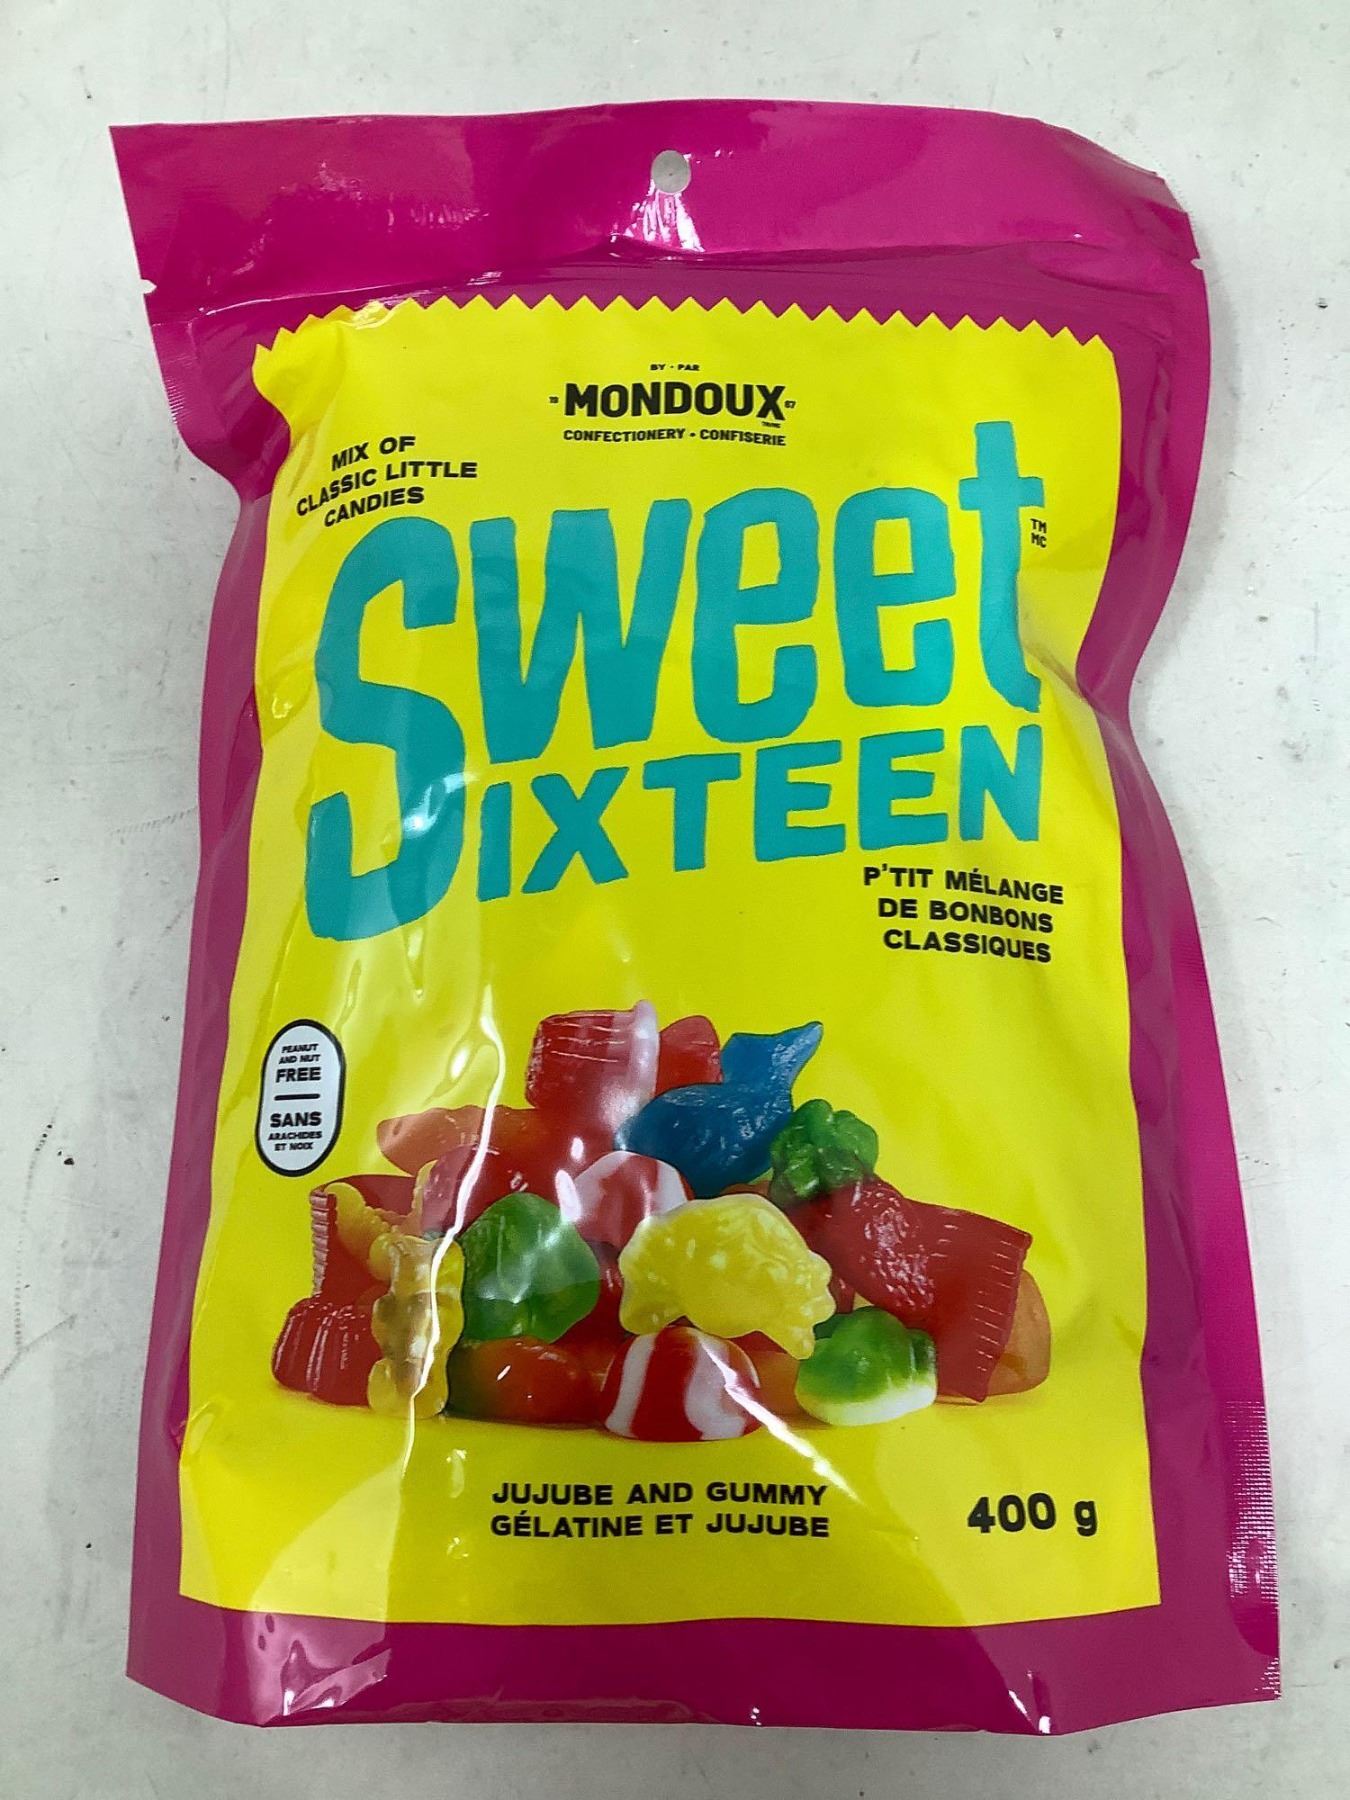 BY • PAR
19 MONDOUX 67
CONFECTIONERY • CONFISERIE
MIX OF
CLASSIC LITTLE
CANDIES
Sweet
TM
MC
SIXTEEN
P'TIT MÉLANGE
DE BONBONS
CLASSIQUES
PEANUT
AND NUT
FREE
SANS
ARACHIDES
ET NOIX
JUJUBE AND GUMMY
GÉLATINE ET JUJUBE
400 g